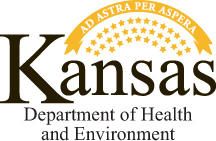 AD ASTRA PER ASPERA
Kansas
Department of Health
and Environment